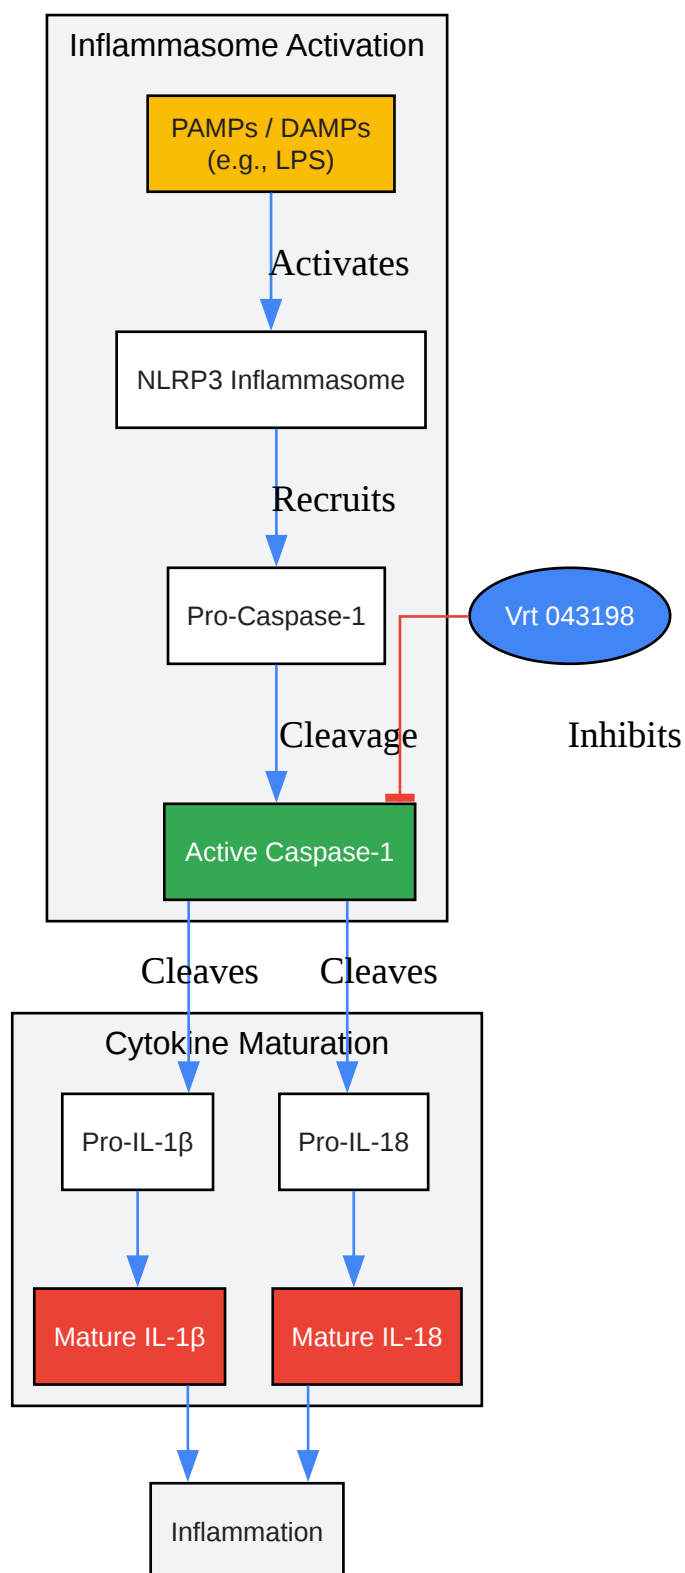 Inflammasome Activation
PAMPs / DAMPs
(e.g., LPS)
Activates
NLRP3 Inflammasome
Recruits
Pro-Caspase-1
Vrt 043198
Cleavage
Inhibits
Active Caspase-1
Cleaves
Cleaves
Cytokine Maturation
Pro-IL-1β
Pro-IL-18
Mature IL-1β
Mature IL-18
Inflammation